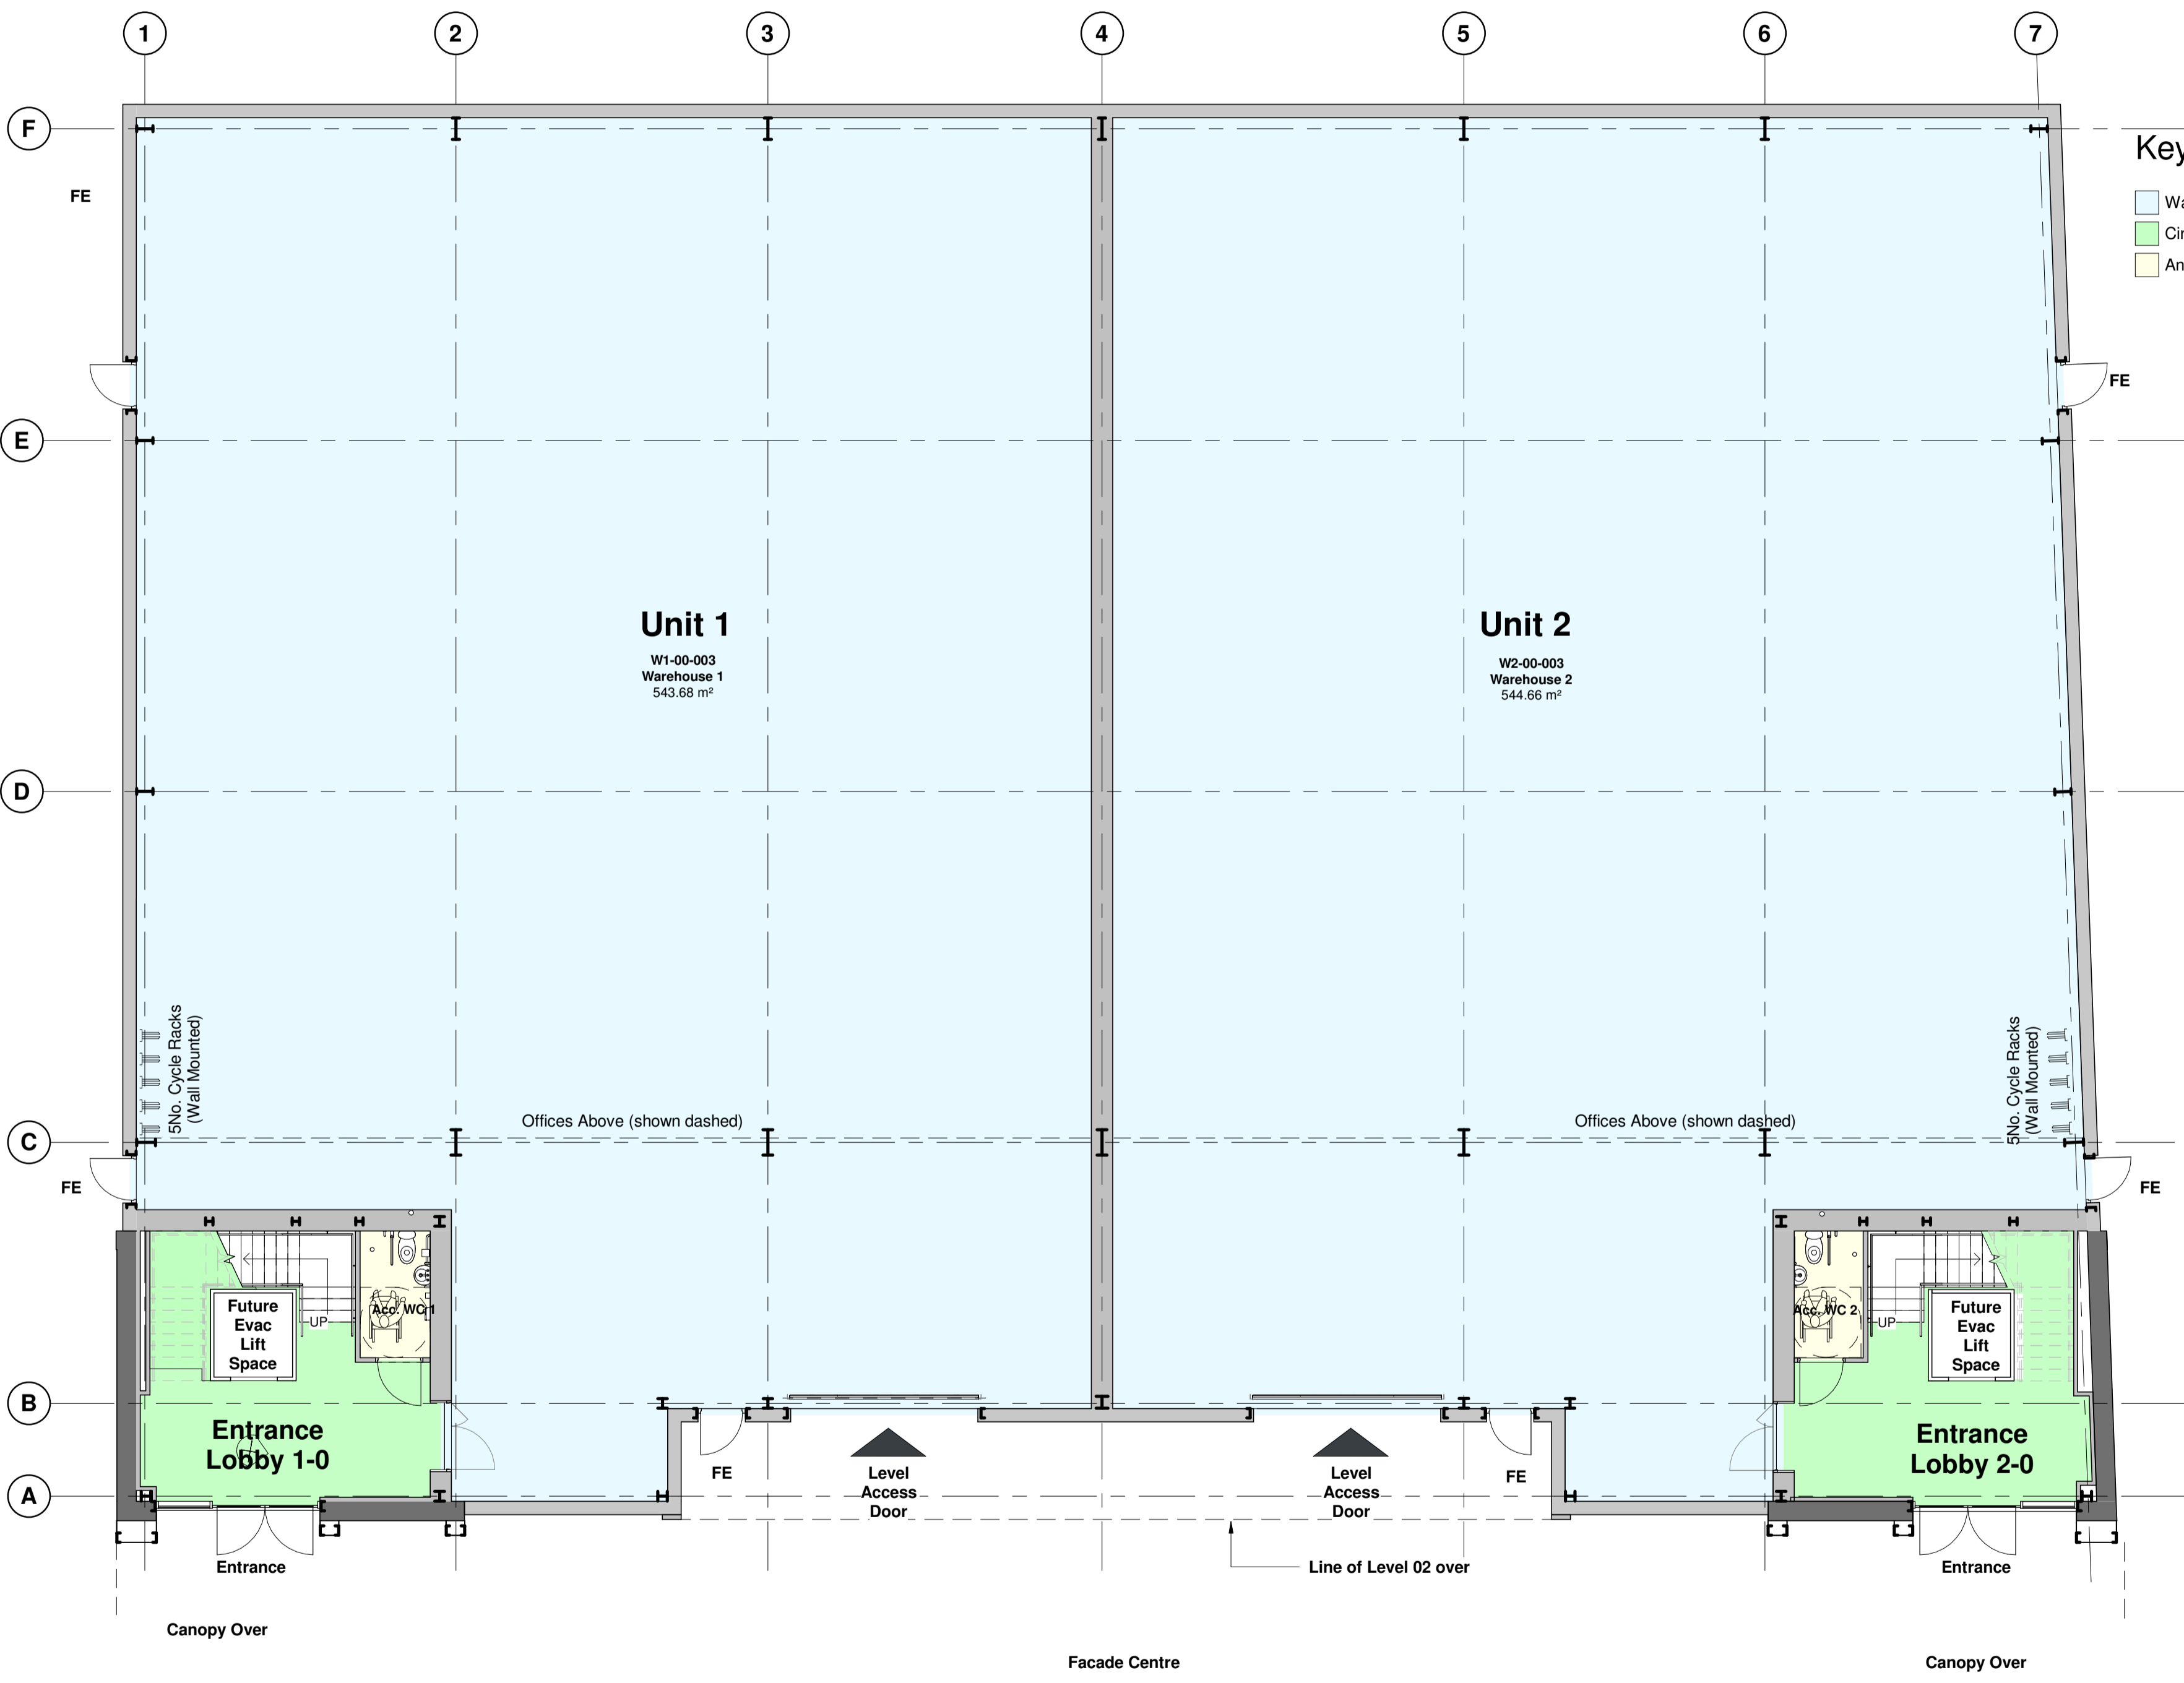 1
2
3
4
5
6
7
F
FE
Key
E
FE
Unit 1
W1-00-003
Warehouse 1
543.68 m²
Unit 2
W2-00-003
Warehouse 2
544.66 m²
D
5No. Cycle Racks
(Wall Mounted)
5No. Cycle Racks
(Wall Mounted)
Offices Above (shown dashed)
Offices Above (shown dashed)
C
FE
FE
Future
Evac
Lift
Space
UP
Acc. WC 1
Acc. WC 2
UP
Future
Evac
Lift
Space
B
Entrance
Lobby 1-0
Entrance
Lobby 2-0
A
FE
Level
Access
Door
Level
Access
Door
FE
Entrance
Line of Level 02 over
Entrance
Canopy Over
Facade Centre
Canopy Over